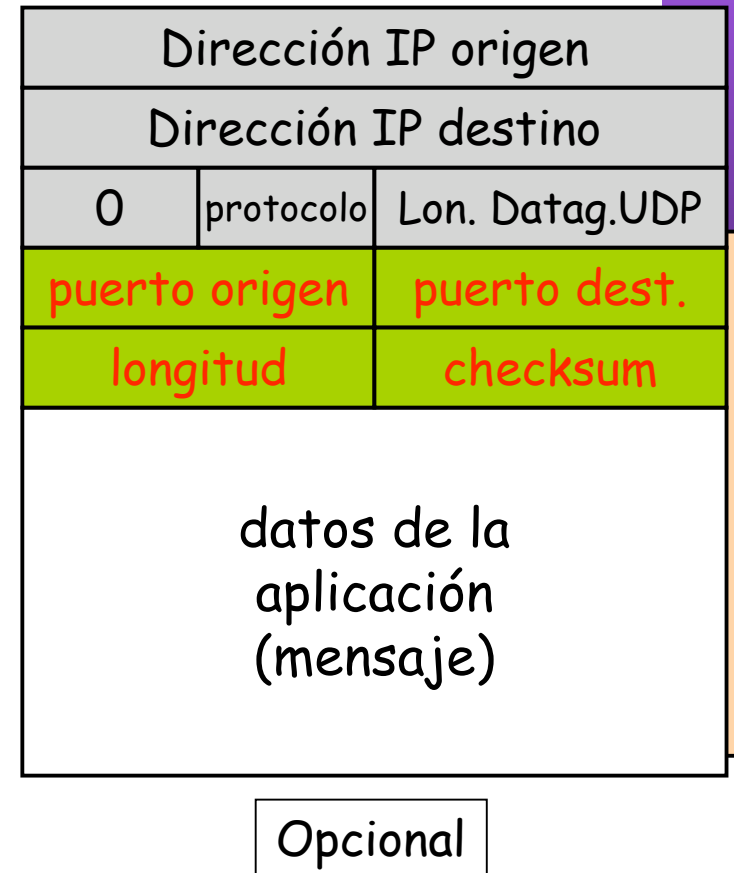 Dirección IP origen
Dirección IP destino
0 protocolo Lon. Datag.UDP
puerto origen puerto dest.
longitud checksum
datos de la
aplicación
(mensaje)
Opcional